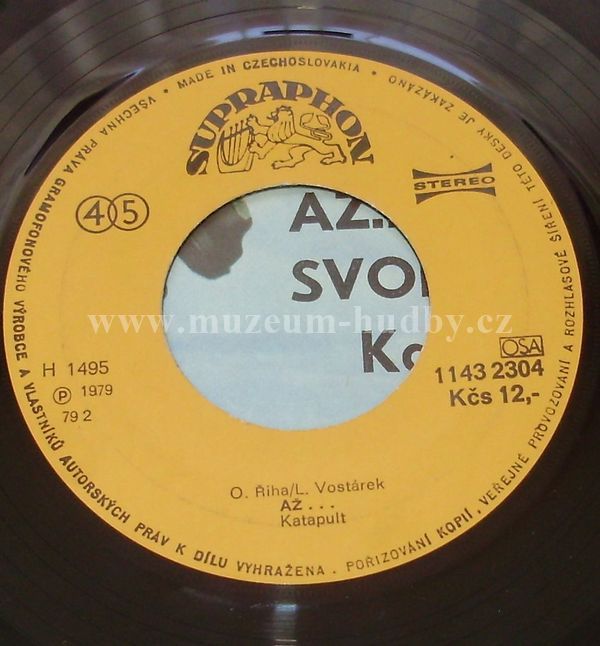 VŠECHNA PRÁVA GRAMOFONOVÉHO VÝROBCE A VLASTNÍKŮ AUTORSKÝCH PRÁV K DÍLU VYHRAŽENA . POŘIZOVÁNÍ KOPIÍ, VEŘEJNÉ PROVOZOVÁNÍ A ROZHLASOVÉ ŠÍŘENÍ TÉTO DESKY JE ZAKÁZÁNO
• MADE IN CZECHOSLOVAKIA •
SUPRAPHON
STEREO
45
AŽ..
SVO
www.muzeum-hudby.cz
K
OSA
H 1495
1143 2304
Ⓟ 1979
Kčs 12,-
79 2
O. Říha/L. Vostárek
AŽ...
Katapult